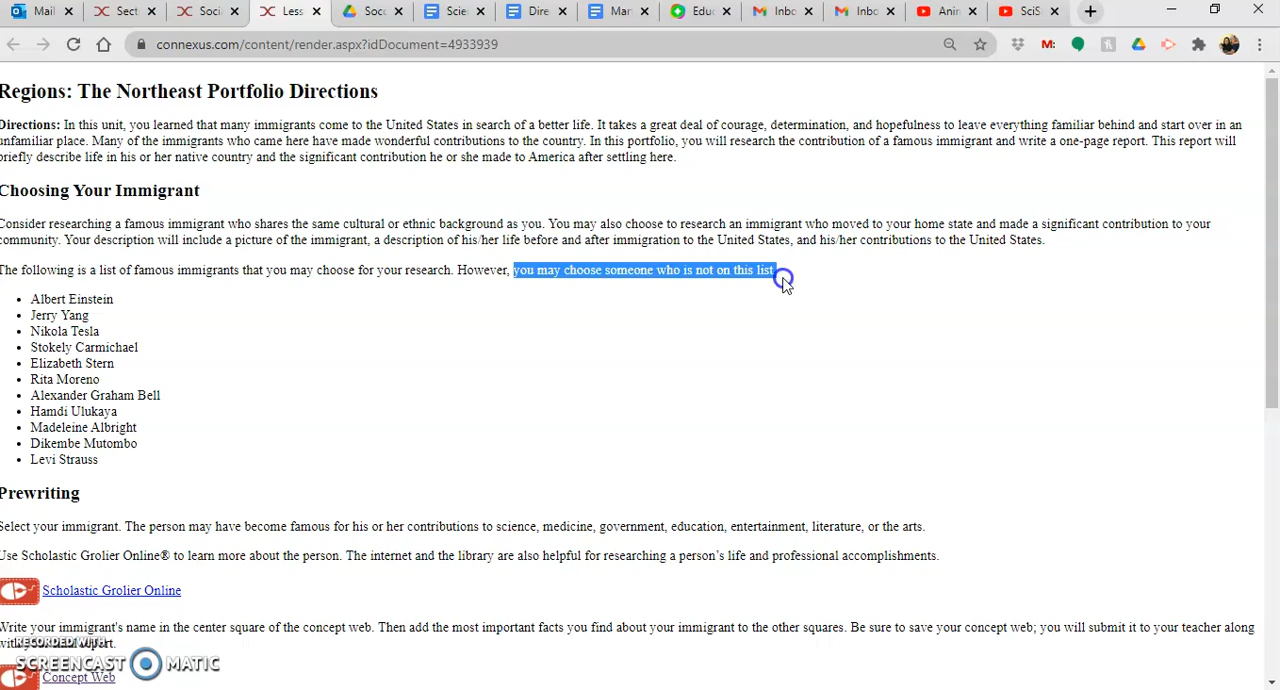 Mail
Sect
Soci
Less
Soci
Scie
Dire
Mar
Edu
Inbo
Inbo
Ani
SciS
connexus.com/content/render.aspx?idDocument=4933939
Regions: The Northeast Portfolio Directions
Directions: In this unit, you learned that many immigrants come to the United States in search of a better life. It takes a great deal of courage, determination, and hopefulness to leave everything familiar behind and start over in an
unfamiliar place. Many of the immigrants who came here have made wonderful contributions to the country. In this portfolio, you will research the contribution of a famous immigrant and write a one-page report. This report will
briefly describe life in his or her native country and the significant contribution he or she made to America after settling here.
Choosing Your Immigrant
Consider researching a famous immigrant who shares the same cultural or ethnic background as you. You may also choose to research an immigrant who moved to your home state and made a significant contribution to your
community. Your description will include a picture of the immigrant, a description of his/her life before and after immigration to the United States, and his/her contributions to the United States.
The following is a list of famous immigrants that you may choose for your research. However, you may choose someone who is not on this list.
• Albert Einstein
• Jerry Yang
• Nikola Tesla
• Stokely Carmichael
• Elizabeth Stern
• Rita Moreno
• Alexander Graham Bell
• Hamdi Ulukaya
• Madeleine Albright
• Dikembe Mutombo
• Levi Strauss
Prewriting
Select your immigrant. The person may have become famous for his or her contributions to science, medicine, government, education, entertainment, literature, or the arts.
Use Scholastic Grolier Online® to learn more about the person. The internet and the library are also helpful for researching a person's life and professional accomplishments.
Scholastic Grolier Online
Write your immigrant's name in the center square of the concept web. Then add the most important facts you find about your immigrant to the other squares. Be sure to save your concept web; you will submit it to your teacher along
RECORDED WITH
SCREENCAST MATIC
Concept Web